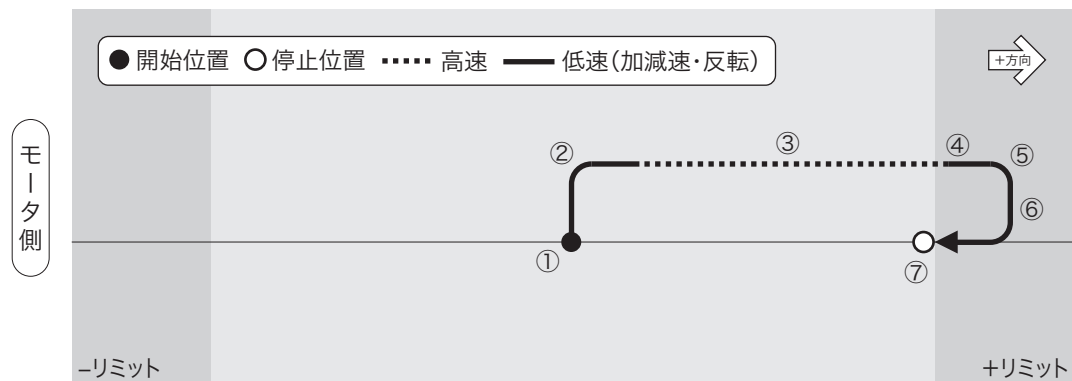 ●開始位置 ○停止位置 高速 低速(加減速・反転)
+方向
モータ側
②
③
④
⑤
⑥
①
⑦
−リミット
+リミット